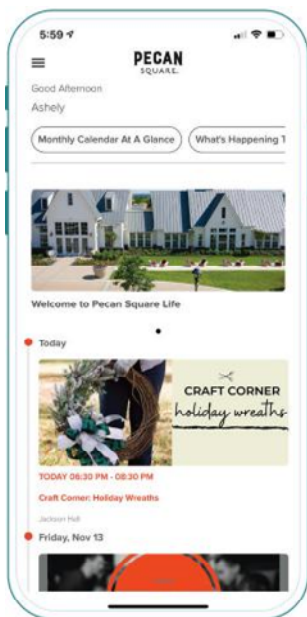 5:59
PECAN
SQUARE.
Good Afternoon
Ashely
Monthly Calendar At A Glance
What's Happening T
Welcome to Pecan Square Life
Today
CRAFT CORNER
holiday wreaths
TODAY 06:30 PM - 08:30 PM
Craft Corner: Holiday Wreaths
Jackson Hall
Friday, Nov 13